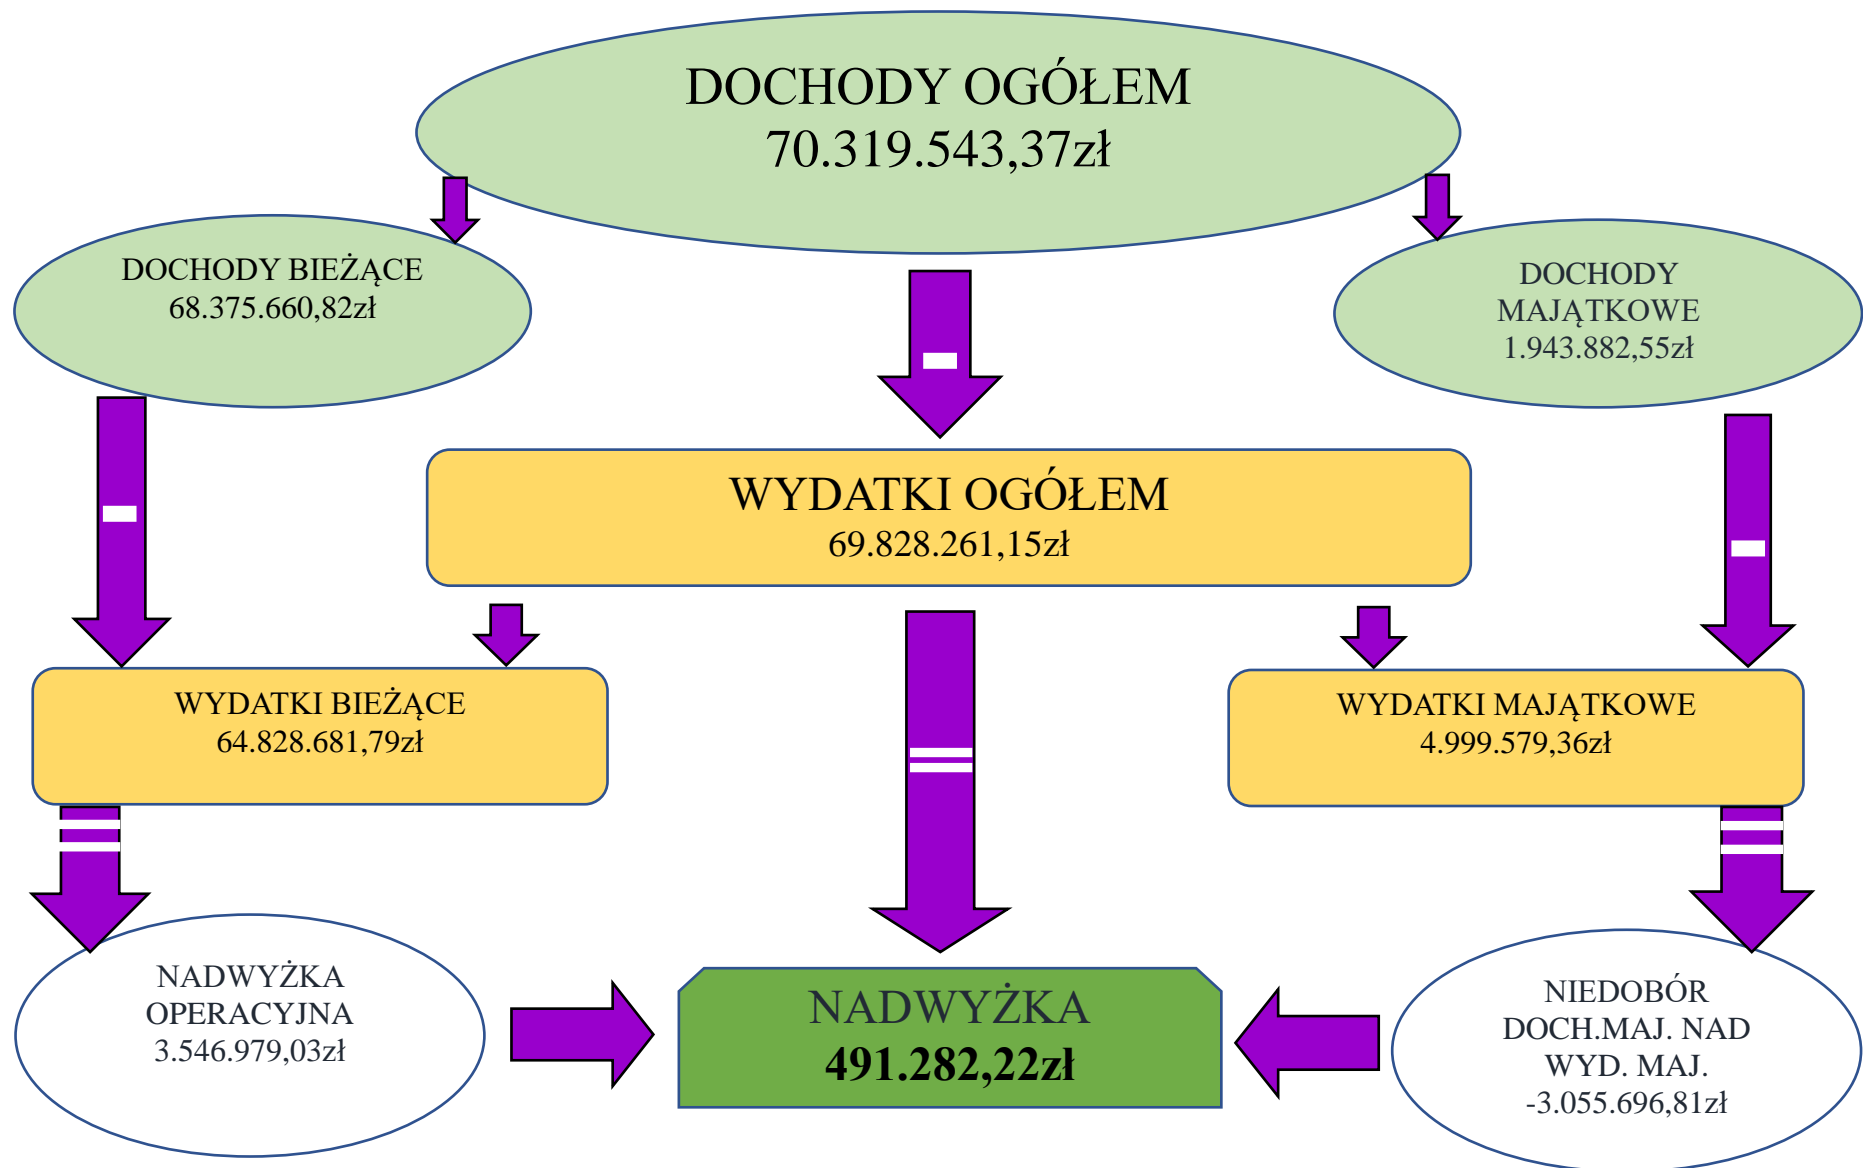 DOCHODY OGÓŁEM
70.319.543,37zł
DOCHODY BIEŻĄCE
68.375.660,82zł
DOCHODY
MAJĄTKOWE
1.943.882,55zł
WYDATKI OGÓŁEM
69.828.261,15zł
WYDATKI BIEŻĄCE
64.828.681,79zł
WYDATKI MAJĄTKOWE
4.999.579,36zł
NADWYŻKA
OPERACYJNA
3.546.979,03zł
NADWYŻKA
491.282,22zł
NIEDOBÓR
DOCH.MAJ. NAD
WYD. MAJ.
-3.055.696,81zł